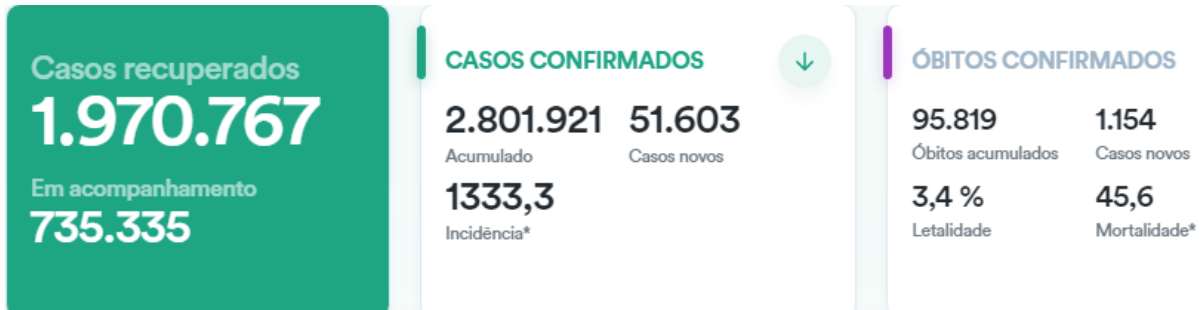 Casos recuperados
1.970.767
Em acompanhamento
735.335
CASOS CONFIRMADOS
2.801.921 51.603
Acumulado Casos novos
1333,3
Incidência*
ÓBITOS CONFIRMADOS
95.819 1.154
Óbitos acumulados Casos novos
3,4 % 45,6
Letalidade Mortalidade*